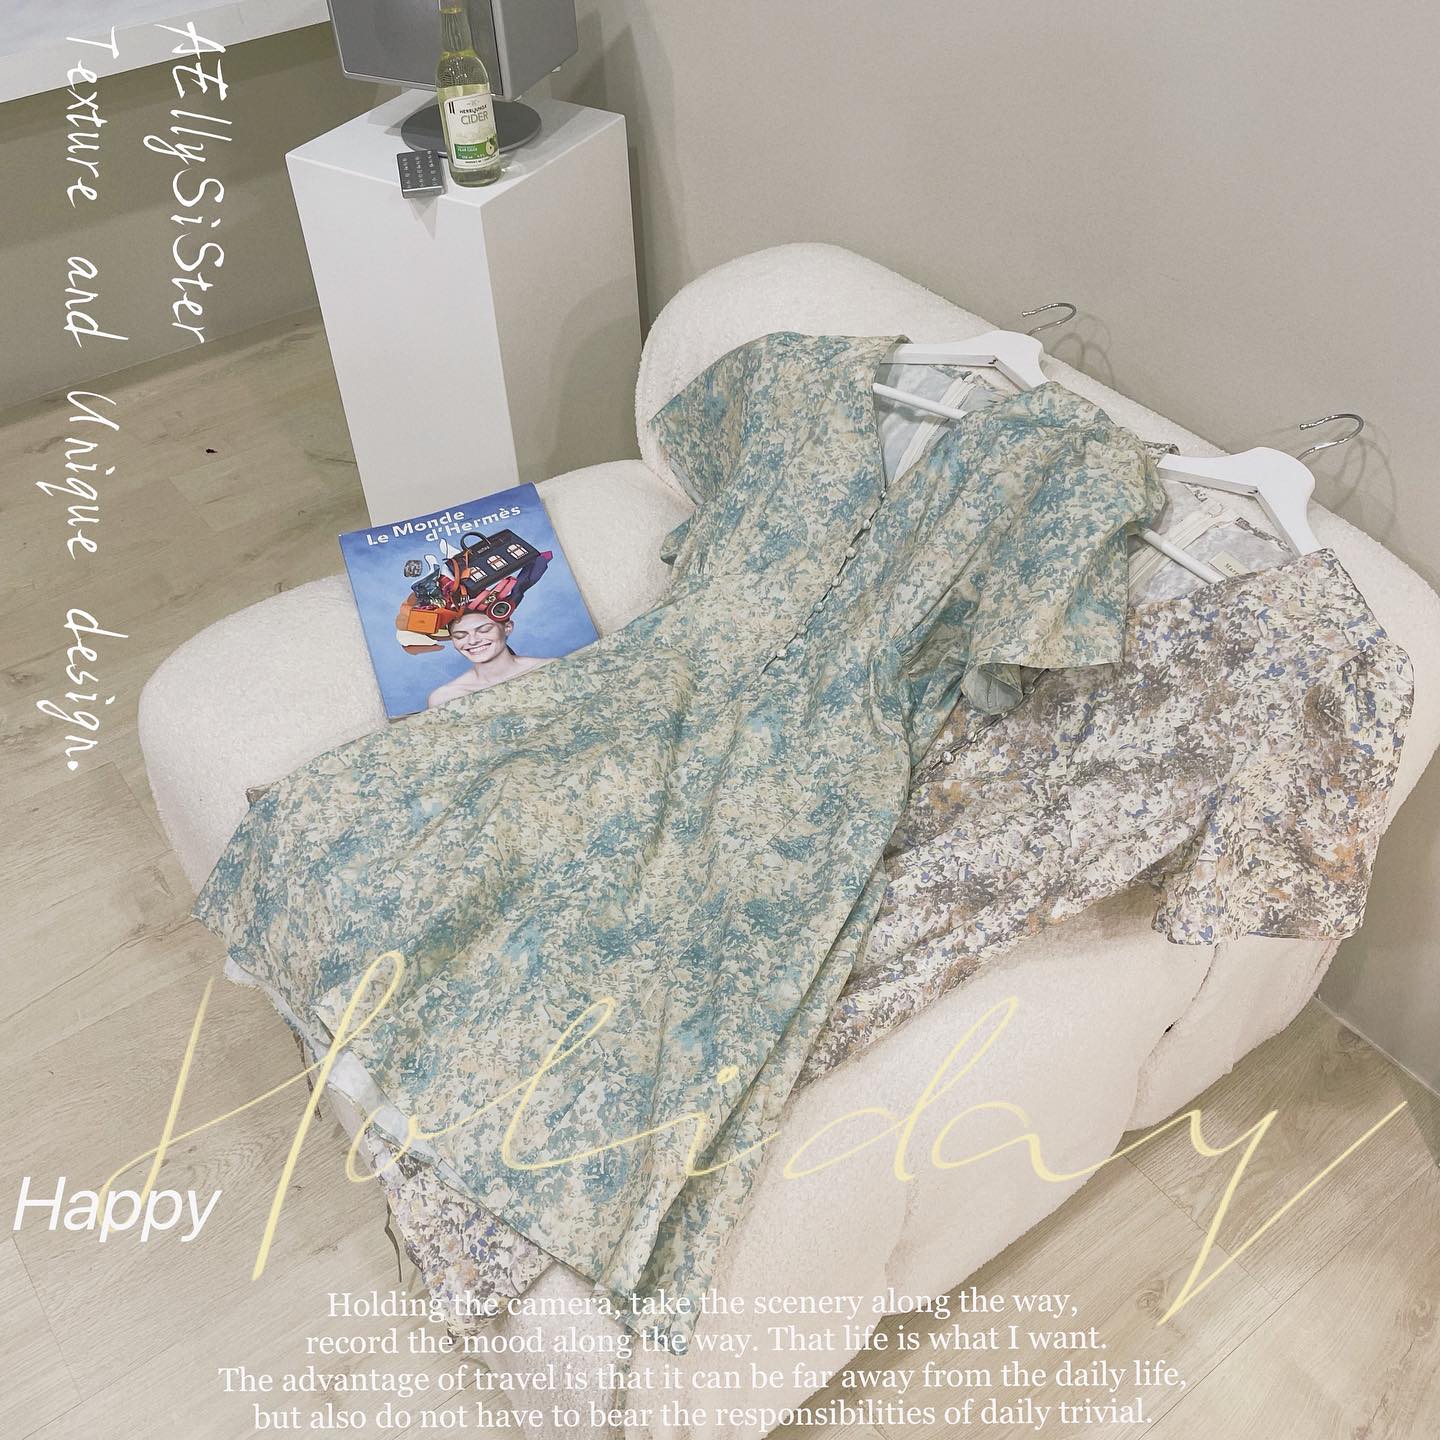 AEllySiSter
Texture and Unique design.
HERRLJUNGA
CIDER
PEAR CIDER
Le Monde
d'Hermès
Holiday
Happy
Holding the camera, take the scenery along the way,
record the mood along the way. That life is what I want.
The advantage of travel is that it can be far away from the daily life,
but also do not have to bear the responsibilities of daily trivial.